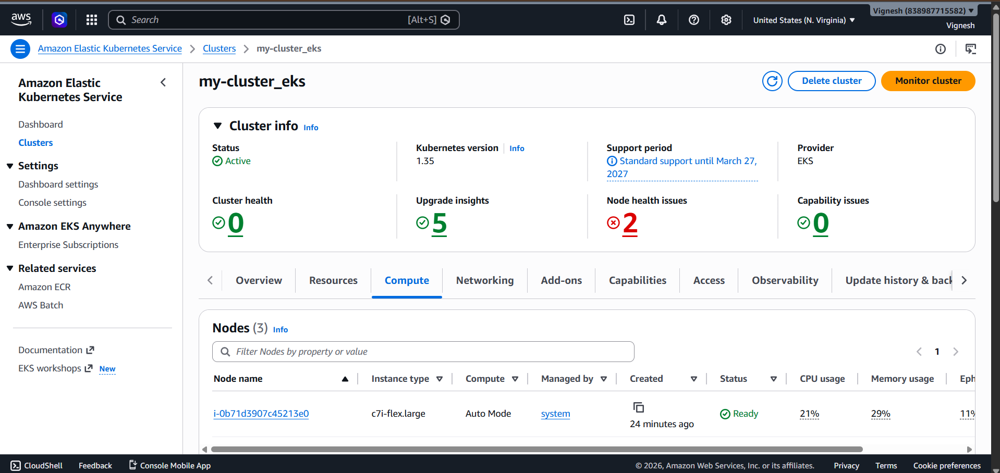 aws
Search
[Alt+S]
United States (N. Virginia)
Vignesh (838987715582)
Vignesh
Amazon Elastic Kubernetes Service
Clusters
my-cluster_eks
Amazon Elastic
Kubernetes Service
Dashboard
Clusters
Settings
Dashboard settings
Console settings
Amazon EKS Anywhere
Enterprise Subscriptions
Related services
Amazon ECR
AWS Batch
Documentation
EKS workshops New
my-cluster_eks
Delete cluster
Monitor cluster
Cluster info Info
Status
Active
Kubernetes version Info
1.35
Support period
Standard support until March 27,
2027
Provider
EKS
Cluster health
0
Upgrade insights
5
Node health issues
2
Capability issues
0
Overview
Resources
Compute
Networking
Add-ons
Capabilities
Access
Observability
Update history & back
Nodes (3) Info
Filter Nodes by property or value
1
Node name
Instance type
Compute
Managed by
Created
Status
CPU usage
Memory usage
Eph
i-0b71d3907c45213e0
c7i-flex.large
Auto Mode
system
24 minutes ago
Ready
21%
29%
11%
CloudShell
Feedback
Console Mobile App
© 2026, Amazon Web Services, Inc. or its affiliates.
Privacy
Terms
Cookie preferences